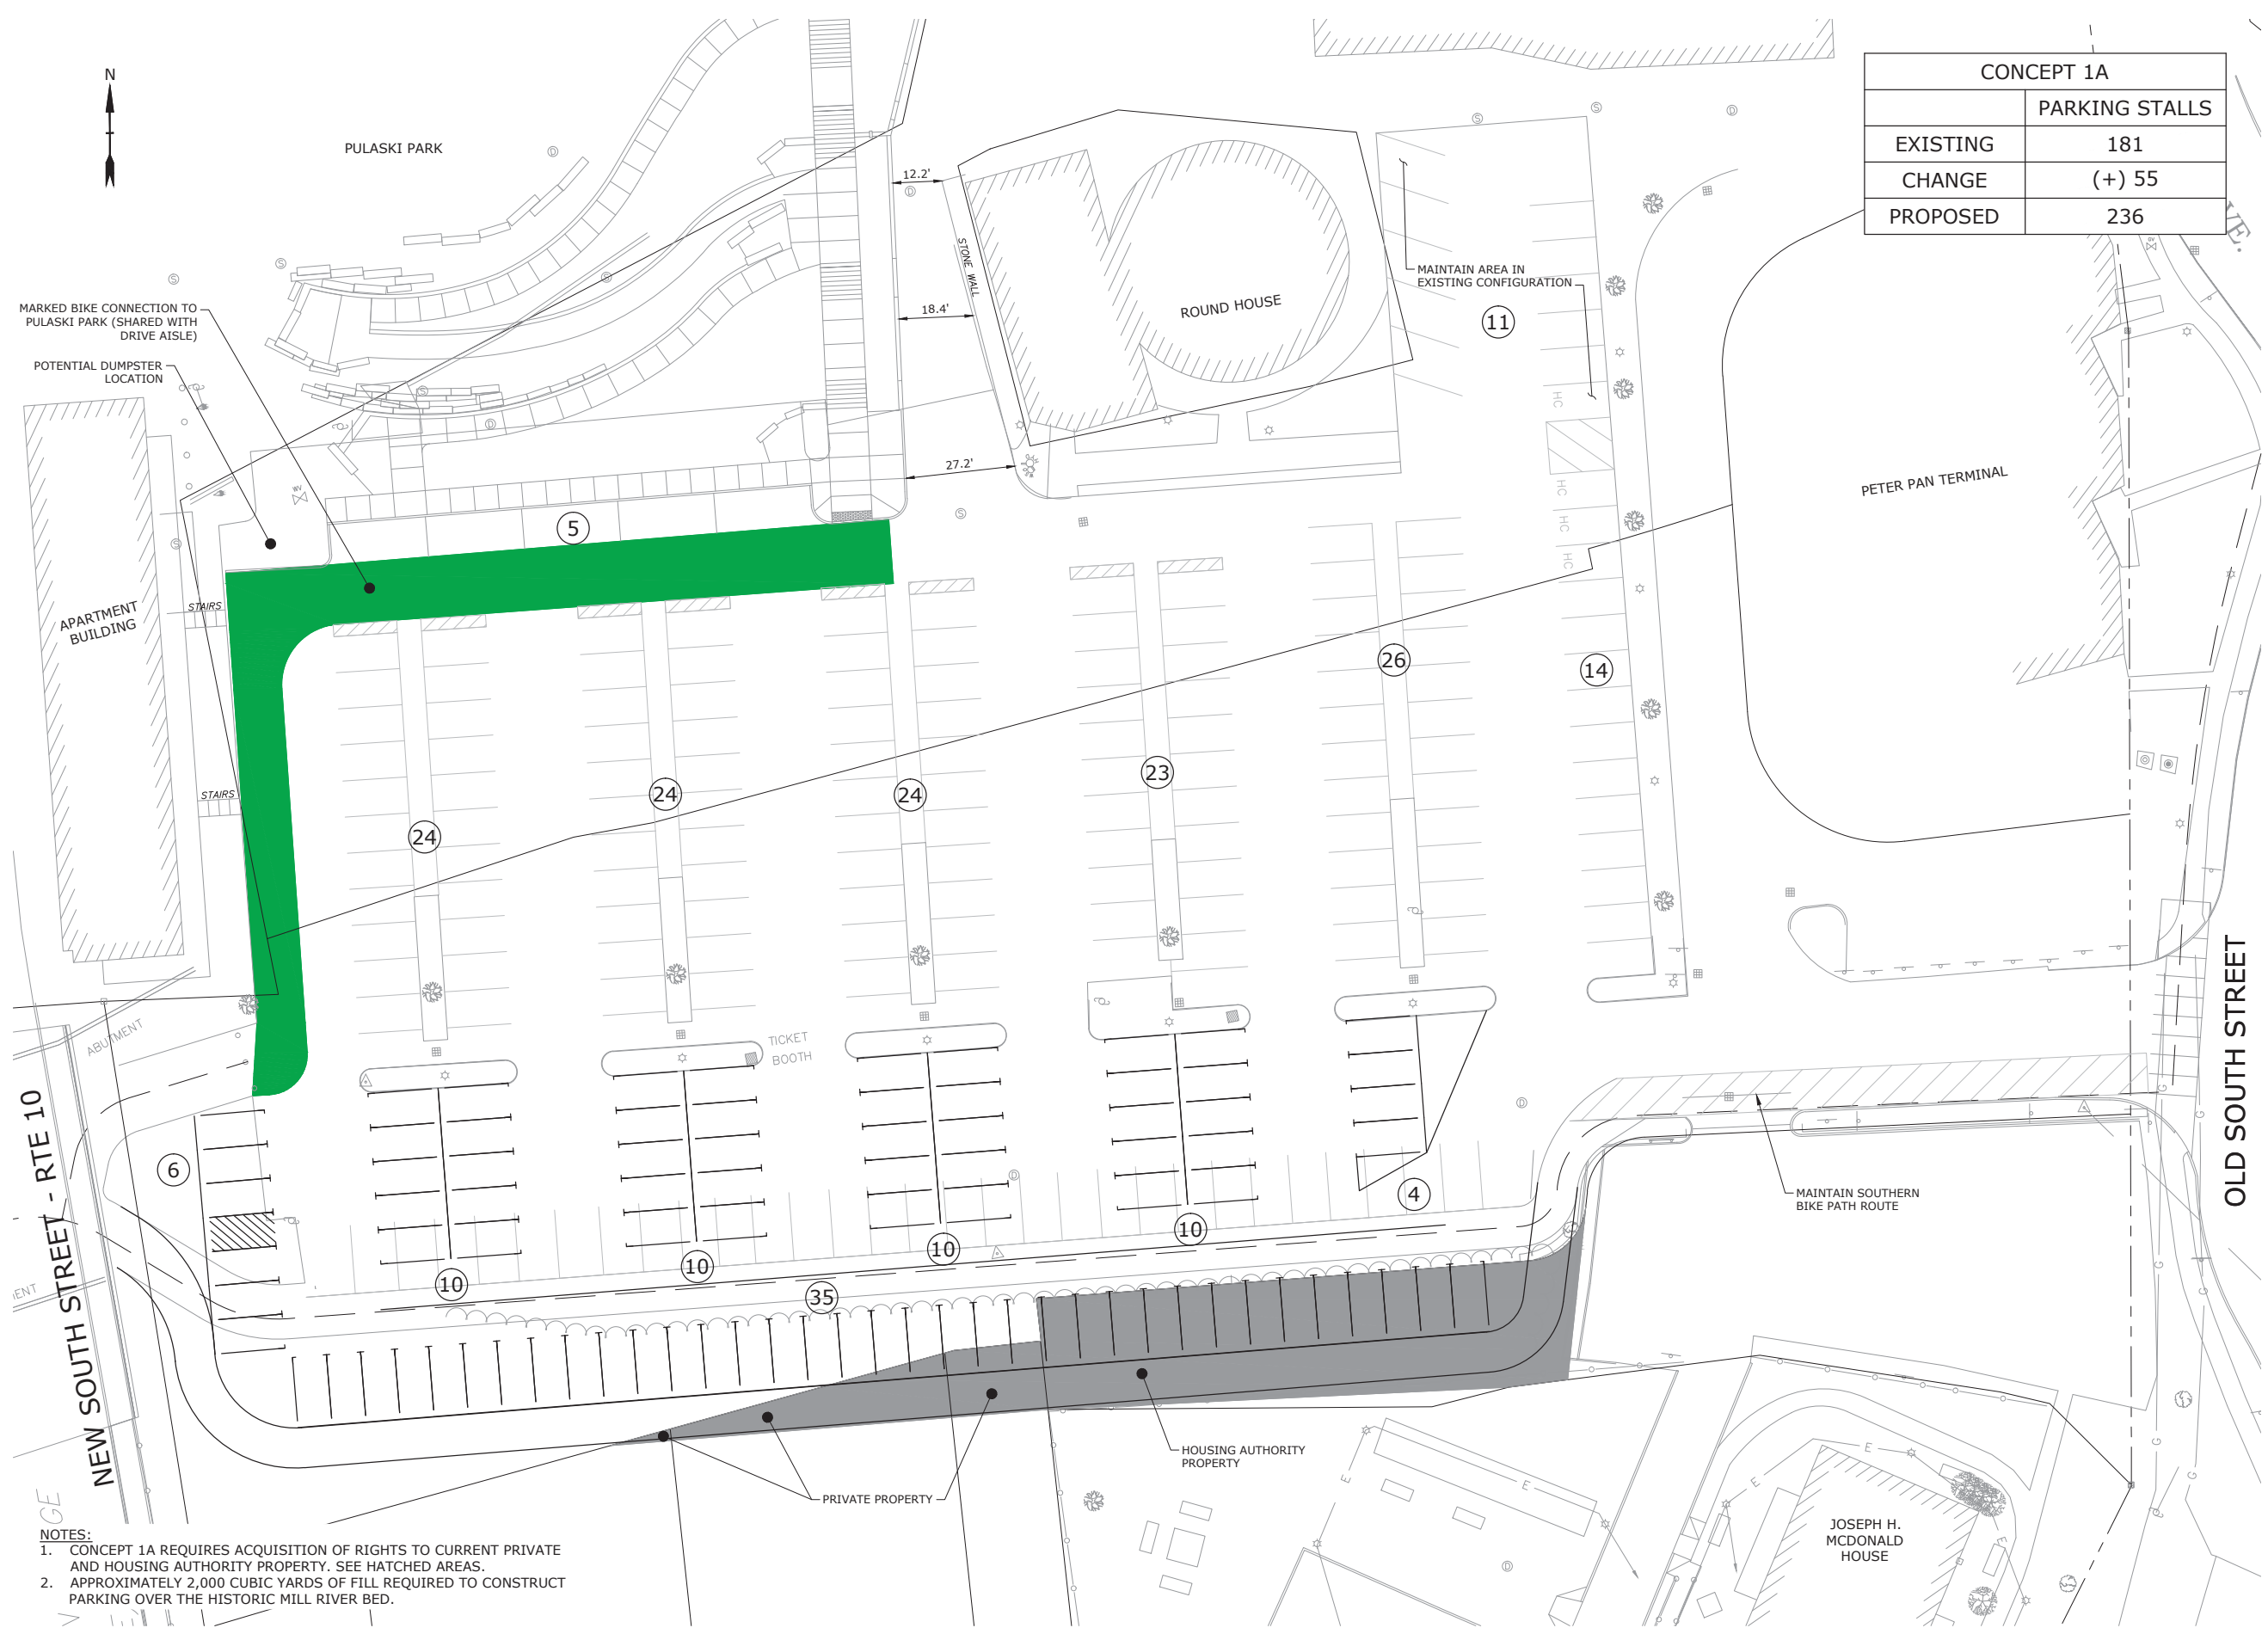 N
PULASKI PARK
CONCEPT 1A
PARKING STALLS
EXISTING 181
CHANGE (+) 55
PROPOSED 236
VE.
12.2'
STONE WALL
18.4'
ROUND HOUSE
MAINTAIN AREA IN
EXISTING CONFIGURATION
11
MARKED BIKE CONNECTION TO
PULASKI PARK (SHARED WITH
DRIVE AISLE)
POTENTIAL DUMPSTER
LOCATION
HC
HC
HC
HC
27.2'
PETER PAN TERMINAL
WV
5
APARTMENT
BUILDING
STAIRS
STAIRS
24
24
24
23
26
14
ABUTMENT
TICKET
BOOTH
NEW SOUTH STREET - RTE 10
OLD SOUTH STREET
6
10
10
10
10
4
35
MAINTAIN SOUTHERN
BIKE PATH ROUTE
HOUSING AUTHORITY
PROPERTY
PRIVATE PROPERTY
JOSEPH H.
MCDONALD
HOUSE
E
E
E
E
E
G
G
G
G
G
G
G
NOTES:
1. CONCEPT 1A REQUIRES ACQUISITION OF RIGHTS TO CURRENT PRIVATE
AND HOUSING AUTHORITY PROPERTY. SEE HATCHED AREAS.
2. APPROXIMATELY 2,000 CUBIC YARDS OF FILL REQUIRED TO CONSTRUCT
PARKING OVER THE HISTORIC MILL RIVER BED.